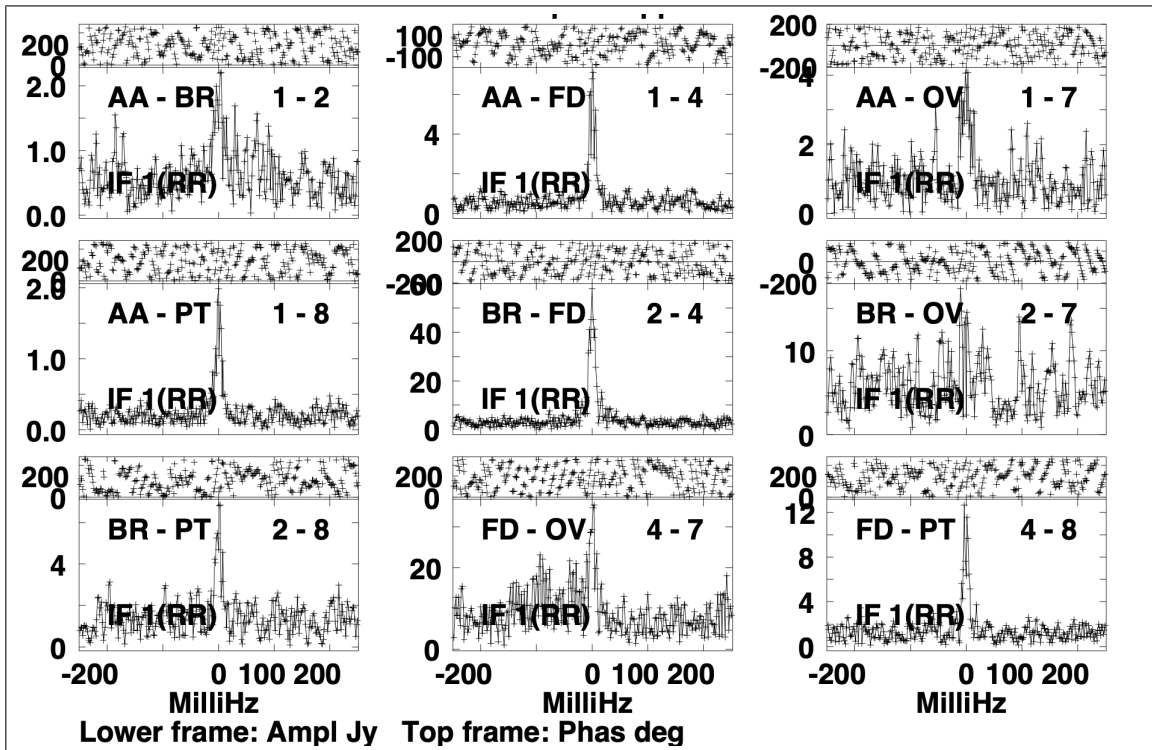 200
0
100
-100
200
-200
2.0
1.0
0.0
AA - BR 1 - 2
IF 1(RR)
4
0
AA - FD 1 - 4
IF 1(RR)
4
2
0
AA - OV 1 - 7
IF 1(RR)
200
0
200
-200
0
-200
2.0
1.0
0.0
AA - PT 1 - 8
IF 1(RR)
60
40
20
0
BR - FD 2 - 4
IF 1(RR)
10
0
BR - OV 2 - 7
IF 1(RR)
200
0
200
0
4
0
BR - PT 2 - 8
IF 1(RR)
20
0
FD - OV 4 - 7
IF 1(RR)
12
8
4
0
FD - PT 4 - 8
IF 1(RR)
-200 0 100 200
-200 0 100 200
-200 0 100 200
MilliHz MilliHz MilliHz
Lower frame: Ampl Jy Top frame: Phas deg